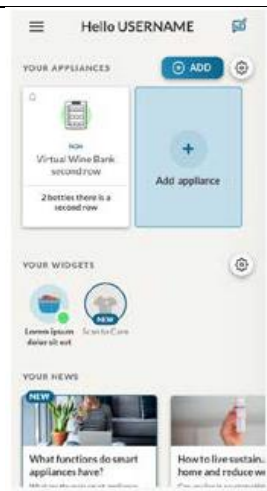 Hello USERNAME
YOUR APPLIANCES
ADD
Virtual Wine Bank
second row
2 bottles there is a
second row
Add appliance
YOUR WIDGETS
NEW
Lorem ipsum
dolor sit eet
Scan to Care
YOUR NEWS
NEW
What functions do smart
appliances have?
How to live sustain..
home and reduce we